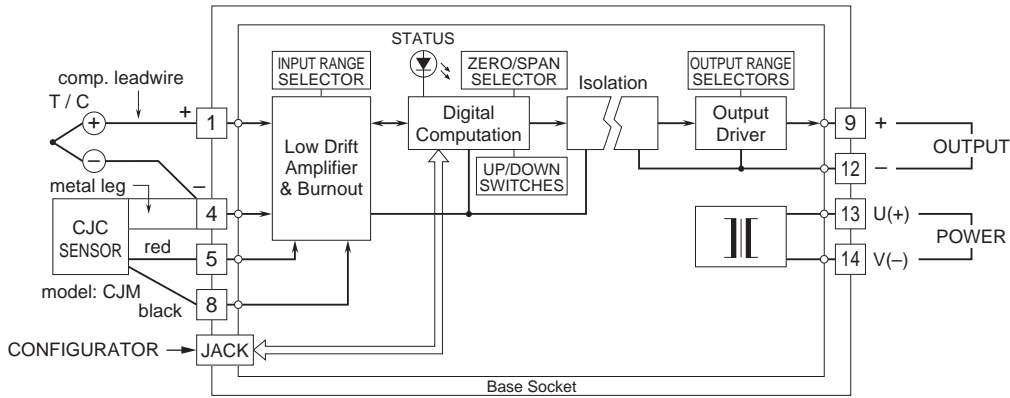 STATUS
INPUT RANGE
SELECTOR
ZERO/SPAN
SELECTOR
Isolation
OUTPUT RANGE
SELECTORS
comp. leadwire
T / C
+
+
1
Low Drift
Amplifier
& Burnout
Digital
Computation
Output
Driver
9
+
OUTPUT
–
–
metal leg
UP/DOWN
SWITCHES
12
–
4
CJC
SENSOR
red
5
13
U(+)
POWER
14
V(–)
model: CJM
black
8
CONFIGURATOR
JACK
Base Socket